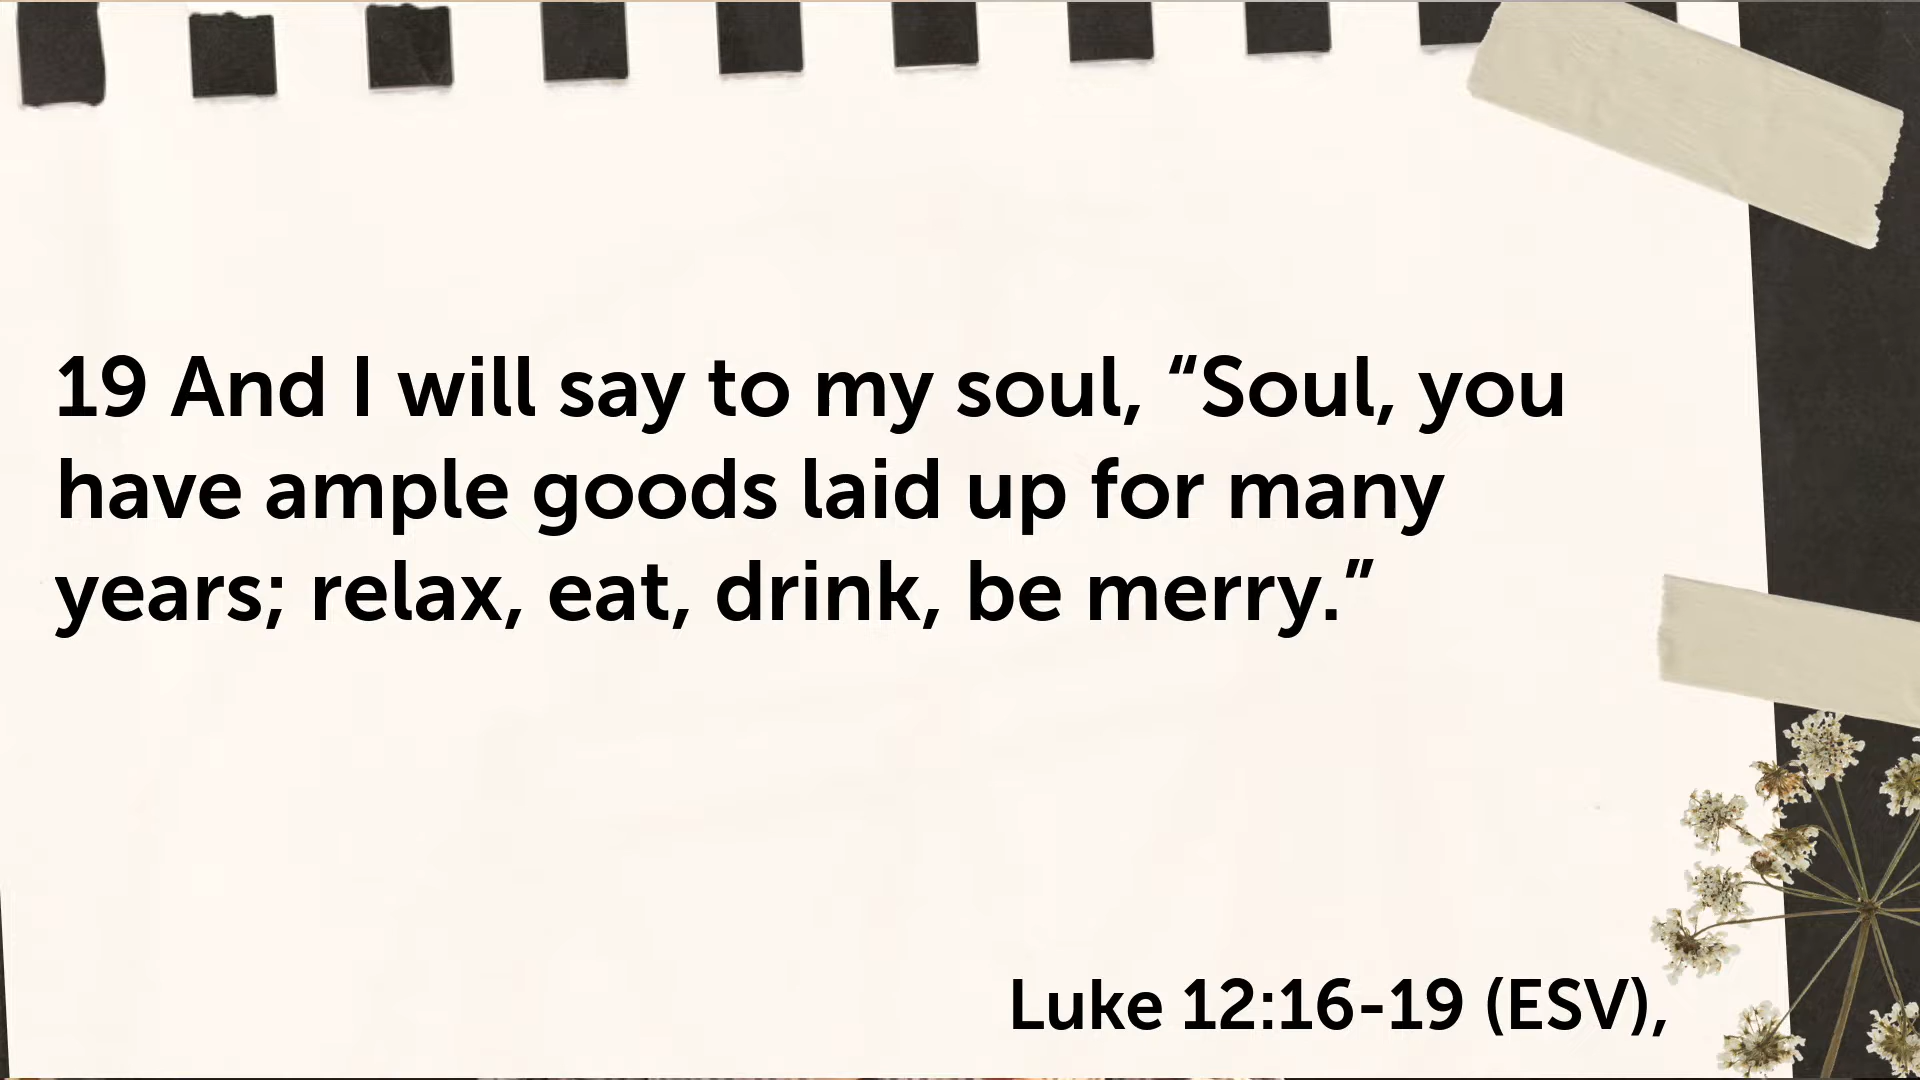 19 And I will say to my soul, “Soul, you
have ample goods laid up for many
years; relax, eat, drink, be merry.”
Luke 12:16-19 (ESV),